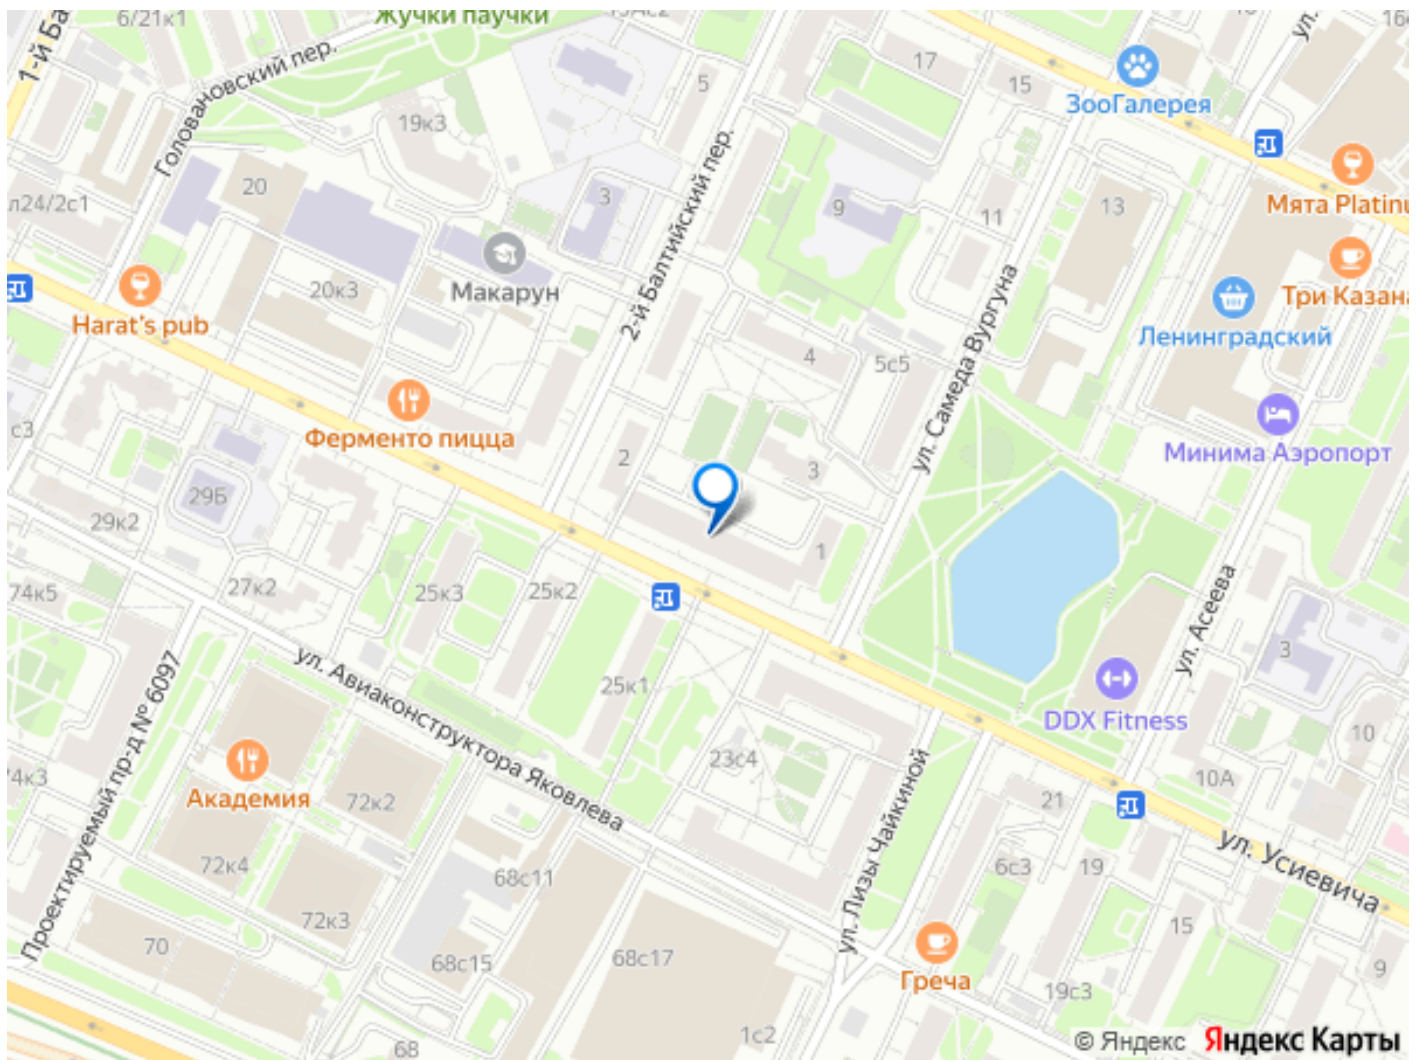 6/21к1
Жучки паучки
1-й Ба
Головановский пер.
19к3
5
17
15
ул.
ЗооГалерея
Мята Platinu
л24/2с1
20
3
2-й Балтийский пер.
9
11
13
Макарун
20к3
Harat's pub
Три Казана
Ленинградский
4
5с5
ул. Самеда Вургуна
Ферменто пицца
Минима Аэропорт
с3
2
3
29Б
29к2
1
74к5
27к2
25к3
25к2
ул. Асеева
3
25к1
ул. Авиаконструктора Яковлева
Проектируемый пр-д № 6097
DDX Fitness
10
74к3
Академия
72к2
23с4
ул. Лизы Чайкиной
21
10А
ул. Усиевича
72к4
68с11
6с3
19
72к3
70
68с15
68с17
15
Греча
19с3
9
1с2
68
© Яндекс Яндекс Карты